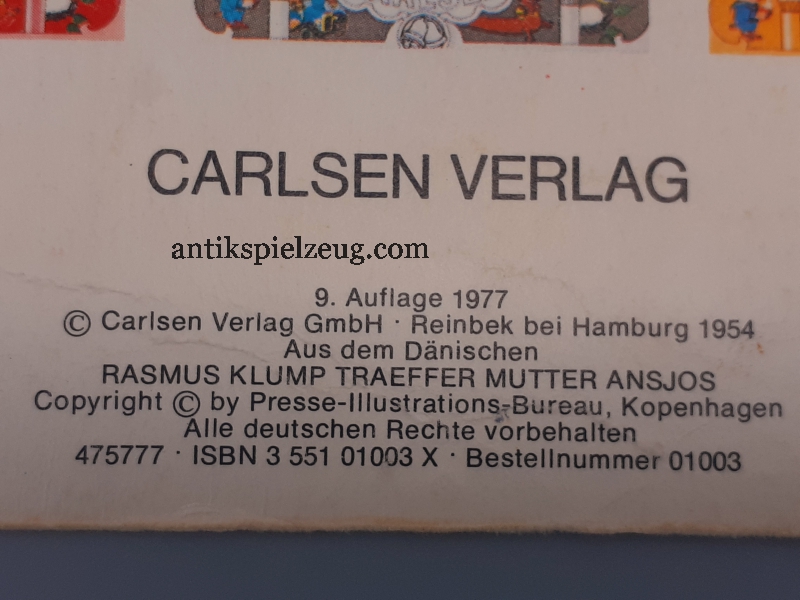 CARLSEN VERLAG
antikspielzeug.com
9. Auflage 1977
© Carlsen Verlag GmbH · Reinbek bei Hamburg 1954
Aus dem Dänischen
RASMUS KLUMP TRAEFFER MUTTER ANSJOS
Copyright © by Presse-Illustrations-Bureau, Kopenhagen
Alle deutschen Rechte vorbehalten
475777 · ISBN 3 551 01003 X · Bestellnummer 01003